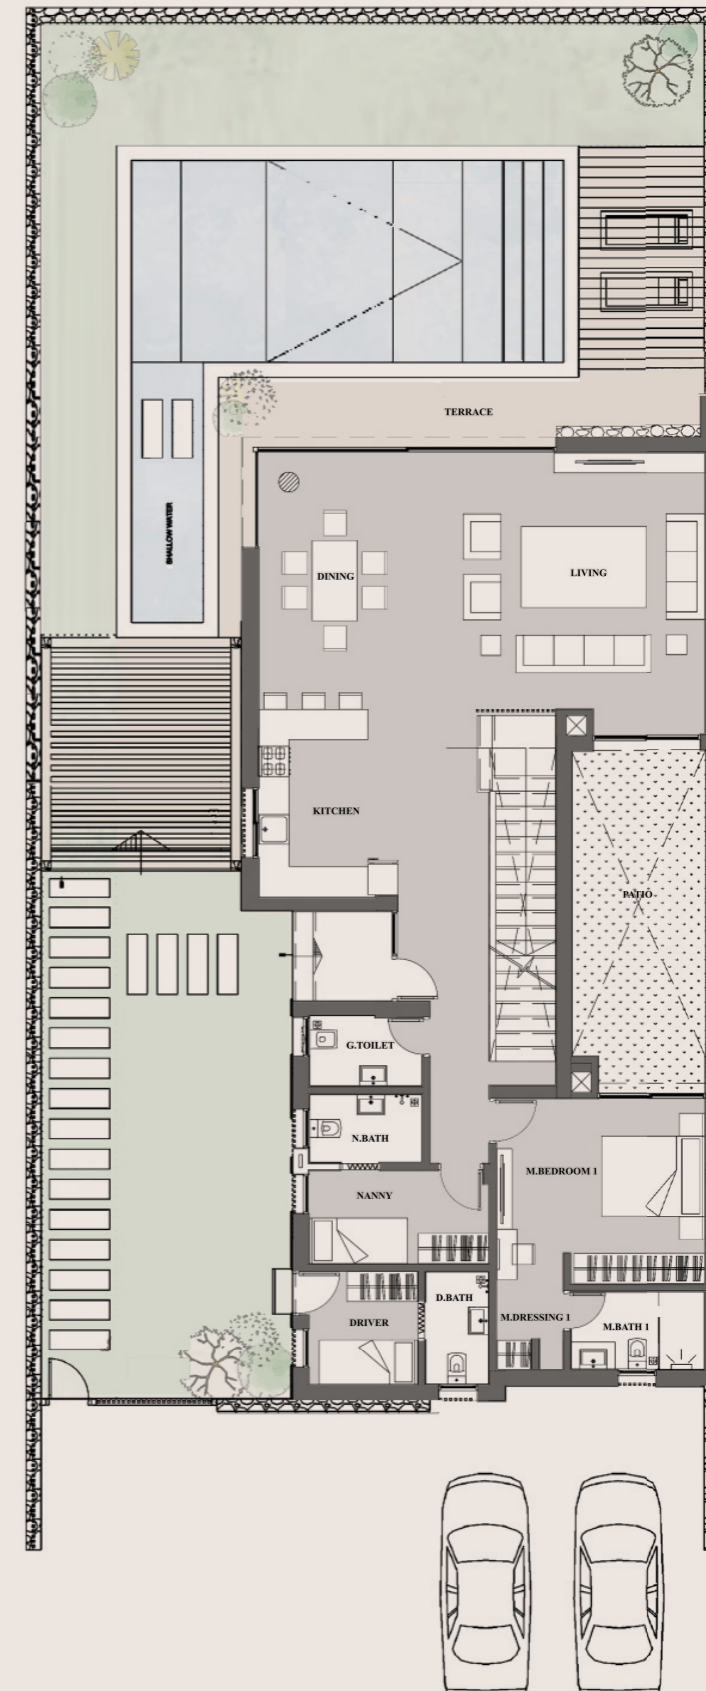 TERRACE
SHALLOW WATER
DINING
LIVING
KITCHEN
PATIO
G.TOILET
N.BATH
M.BEDROOM 1
NANNY
D.BATH
DRIVER
M.DRESSING 1
M.BATH 1